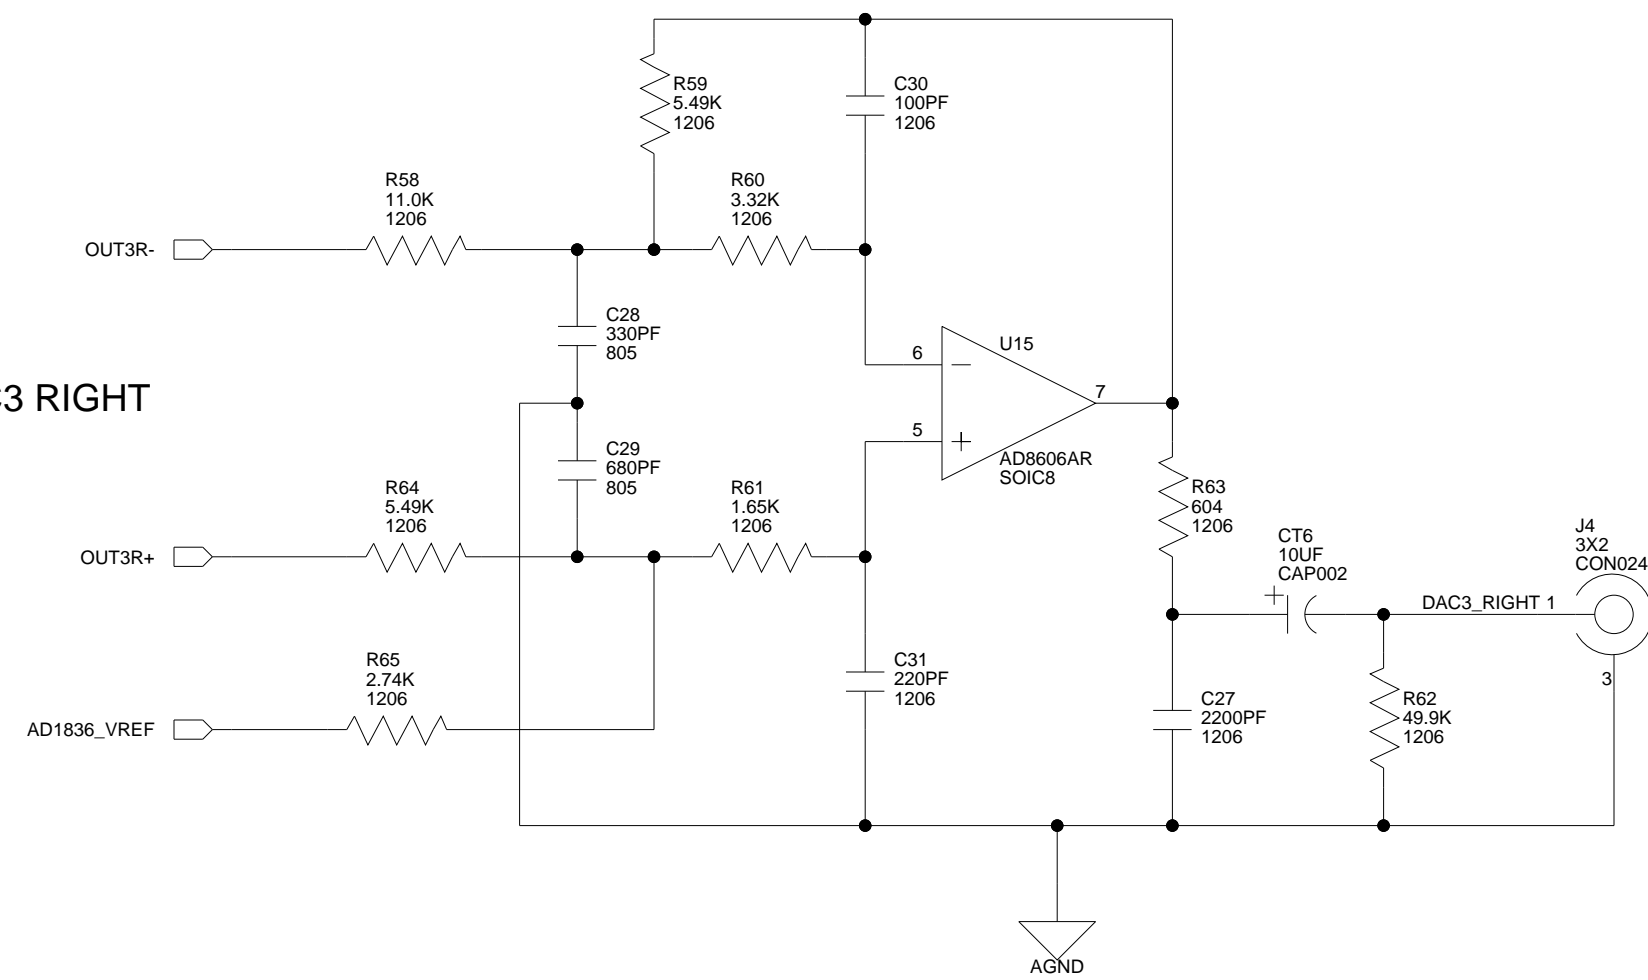 R59
5.49K
1206
C30
100PF
1206
R58
11.0K
1206
R60
3.32K
1206
OUT3R-
C28
330PF
805
U15
6
7
5
AD8606AR
SOIC8
C3 RIGHT
C29
680PF
805
R64
5.49K
1206
R61
1.65K
1206
OUT3R+
R63
604
1206
CT6
10UF
CAP002
J4
3X2
CON024
DAC3_RIGHT 1
3
R65
2.74K
1206
C31
220PF
1206
AD1836_VREF
C27
2200PF
1206
R62
49.9K
1206
AGND